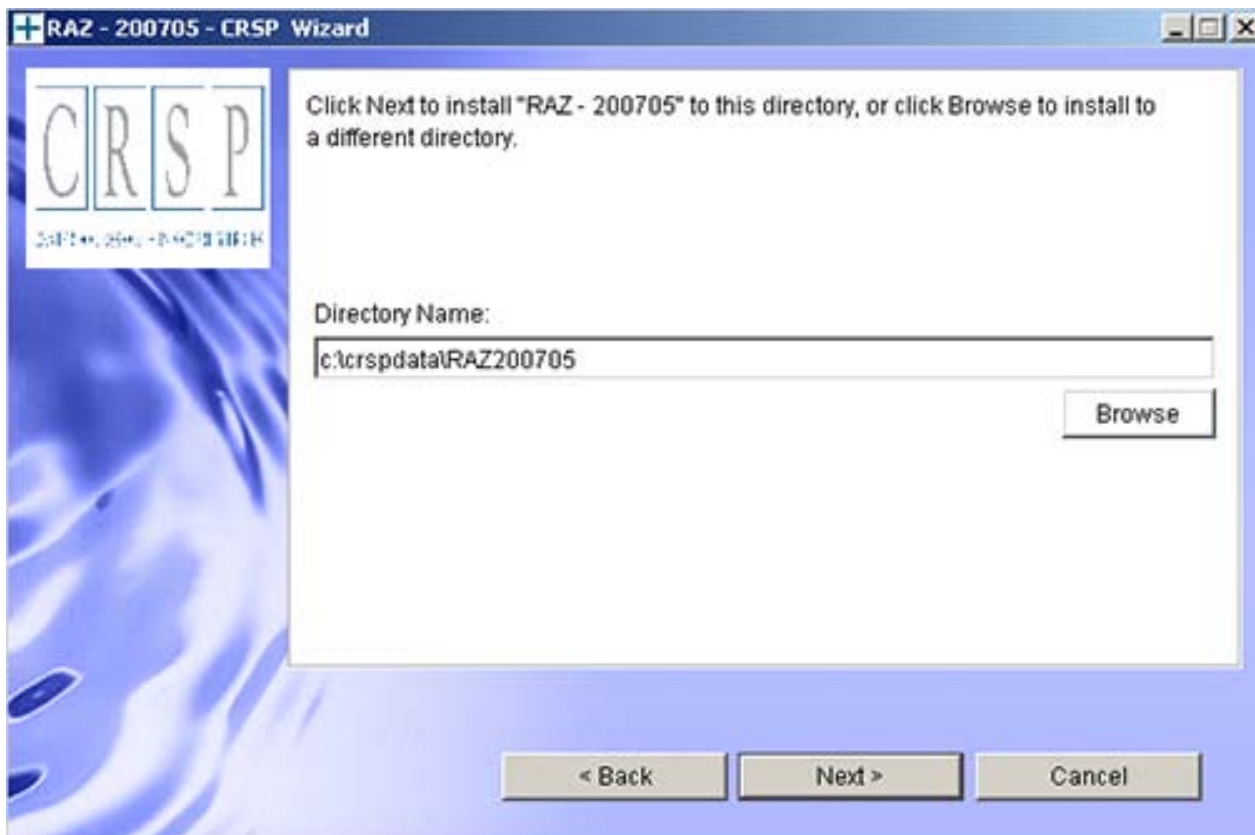 RAZ - 200705 - CRSP Wizard
CRSP
Click Next to install "RAZ - 200705" to this directory, or click Browse to install to
a different directory.
Directory Name:
c:\crspdata\RAZ200705
Browse
< Back
Next >
Cancel